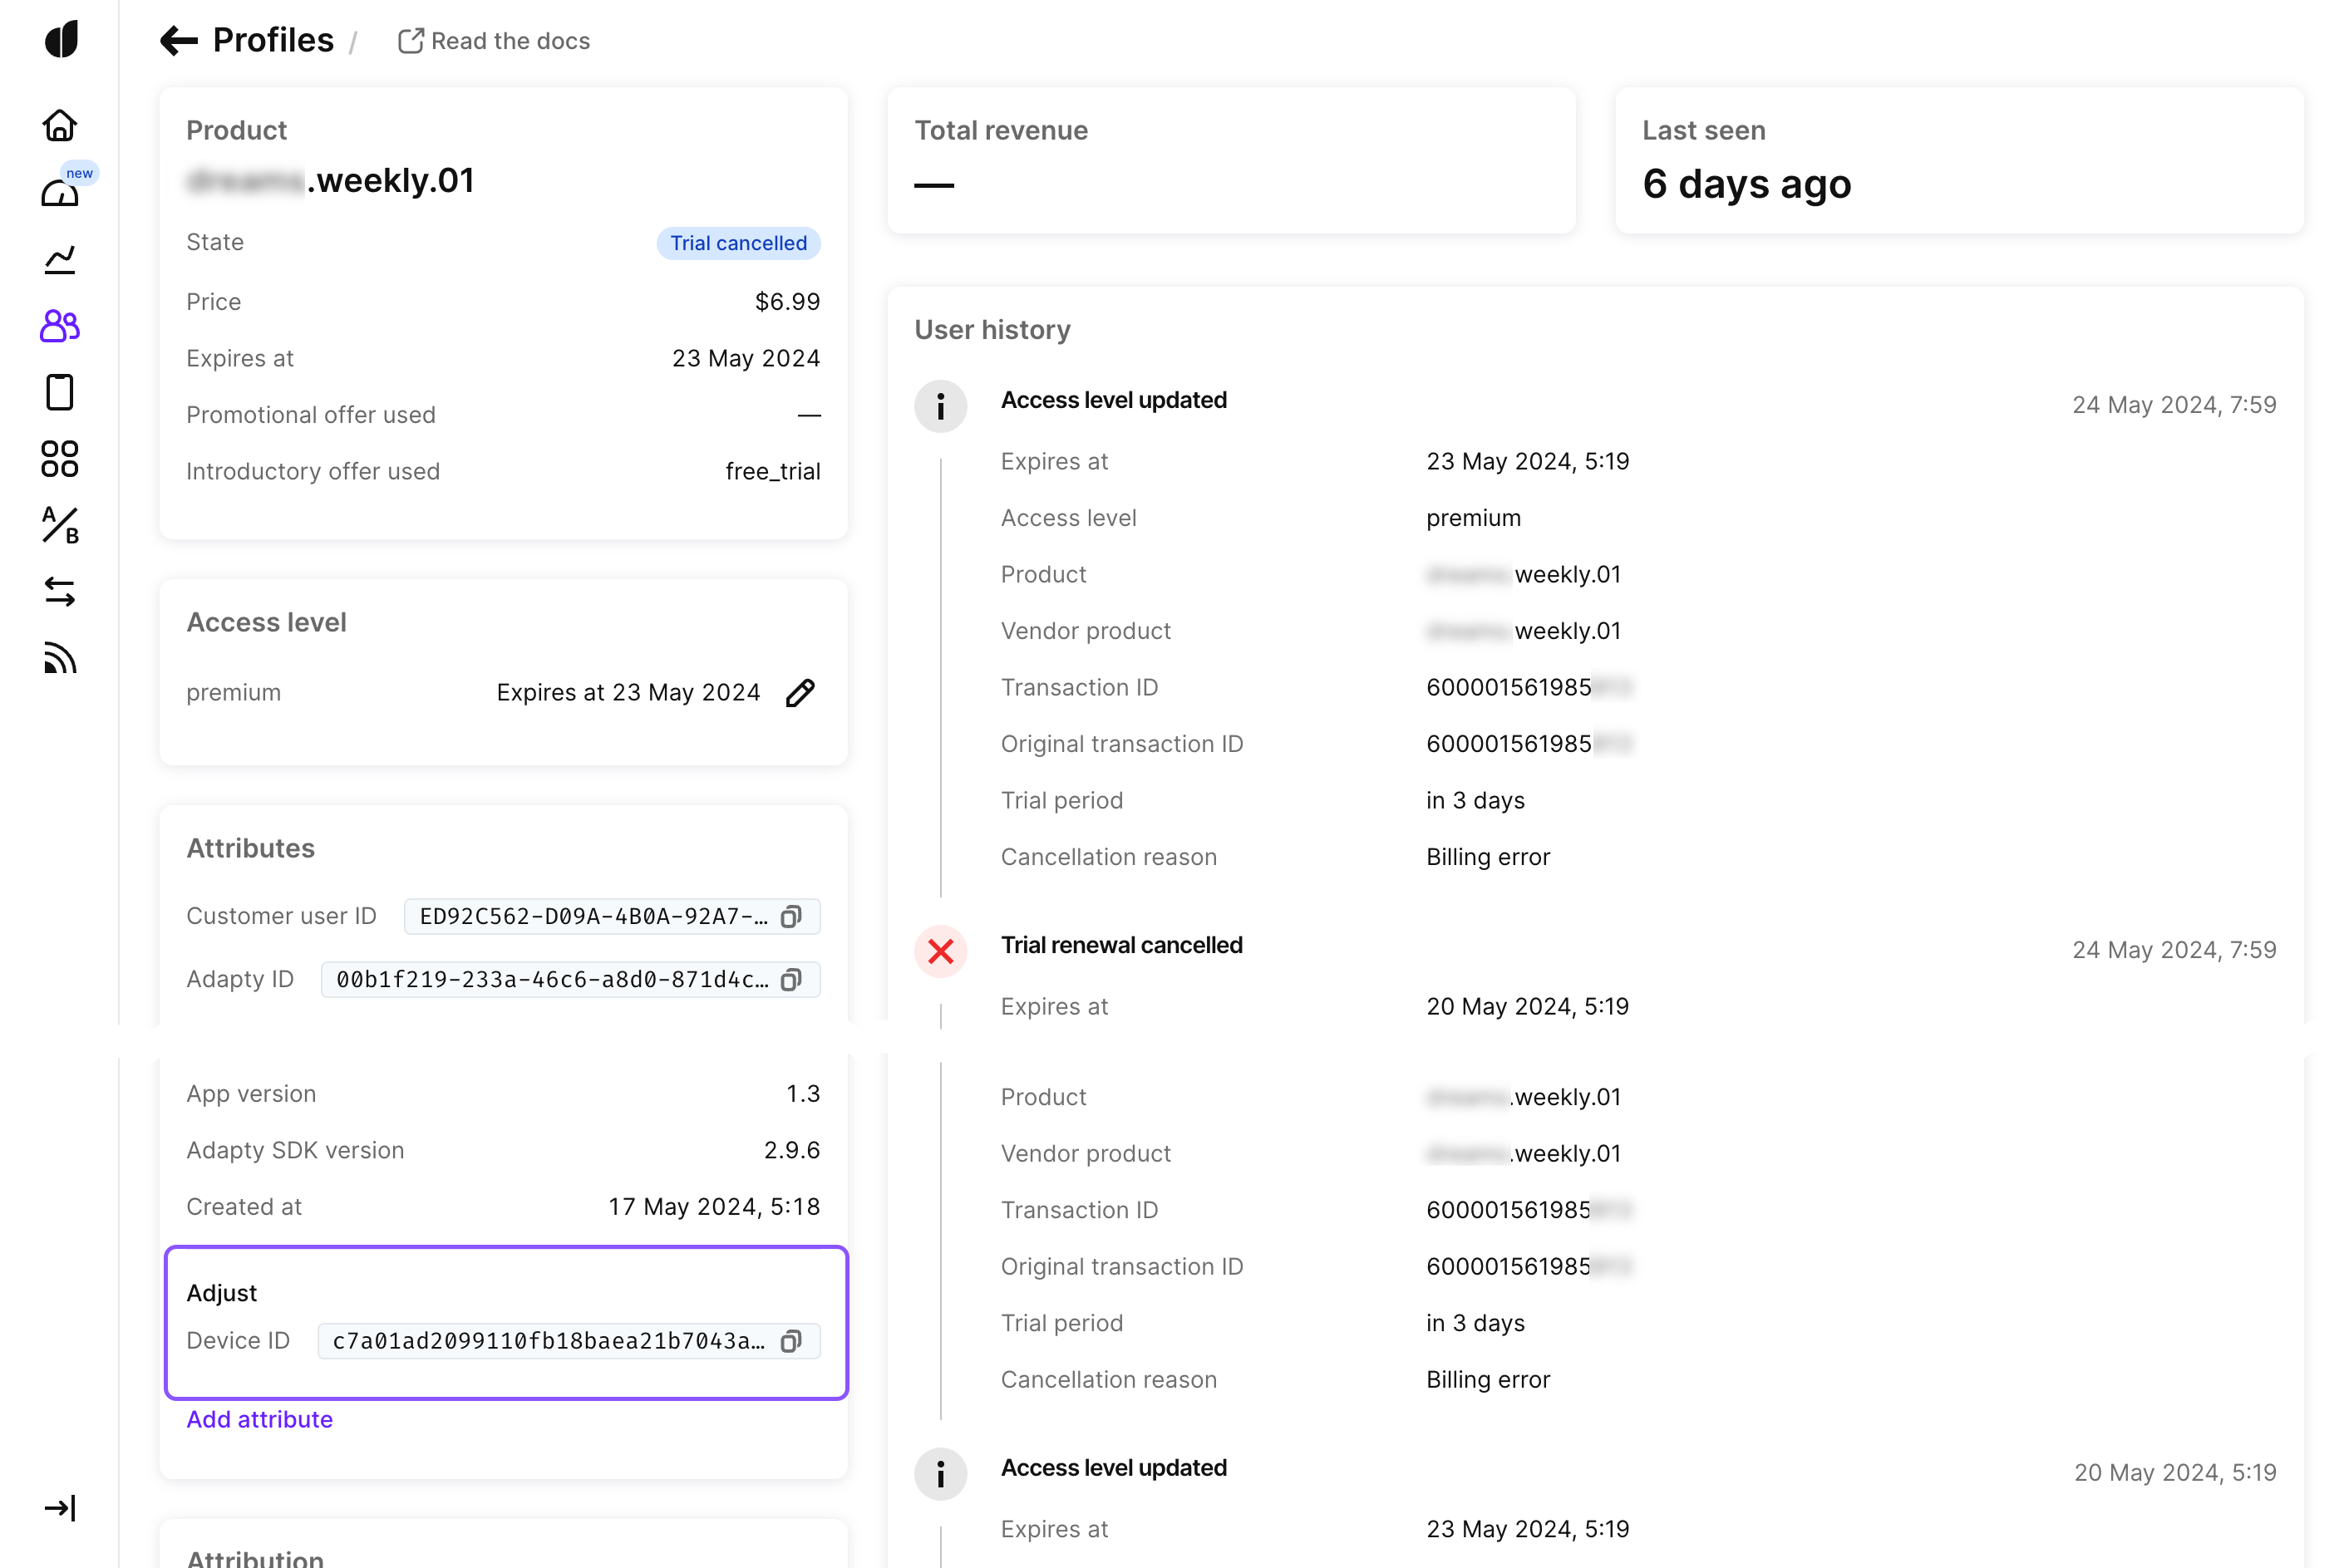 Profiles / Read the docs
new
Product
.weekly.01
State Trial cancelled
Price $6.99
Expires at 23 May 2024
Promotional offer used —
Introductory offer used free_trial
Access level
premium Expires at 23 May 2024
Attributes
Customer user ID ED92C562-D09A-4B0A-92A7-…
Adapty ID 00b1f219-233a-46c6-a8d0-871d4c…
App version 1.3
Adapty SDK version 2.9.6
Created at 17 May 2024, 5:18
Adjust
Device ID c7a01ad2099110fb18baea21b7043a…
Add attribute
Attribution
Total revenue
—
Last seen
6 days ago
User history
Access level updated 24 May 2024, 7:59
Expires at 23 May 2024, 5:19
Access level premium
Product weekly.01
Vendor product weekly.01
Transaction ID 600001561985
Original transaction ID 600001561985
Trial period in 3 days
Cancellation reason Billing error
Trial renewal cancelled 24 May 2024, 7:59
Expires at 20 May 2024, 5:19
Product .weekly.01
Vendor product .weekly.01
Transaction ID 600001561985
Original transaction ID 600001561985
Trial period in 3 days
Cancellation reason Billing error
Access level updated 20 May 2024, 5:19
Expires at 23 May 2024, 5:19
A/B